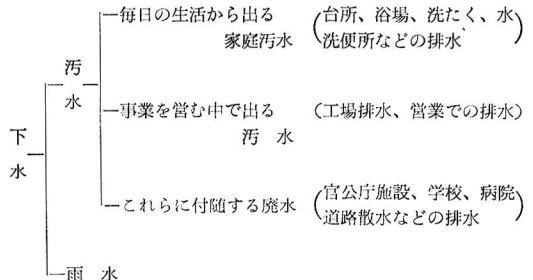 毎日の生活から出る
家庭汚水
(台所、浴場、洗たく、水
洗便所などの排水)
汚水
事業を営む中で出る
汚 水
(工場排水、営業での排水)
下水
これらに付随する廃水
(官公庁施設、学校、病院
道路散水などの排水)
雨 水